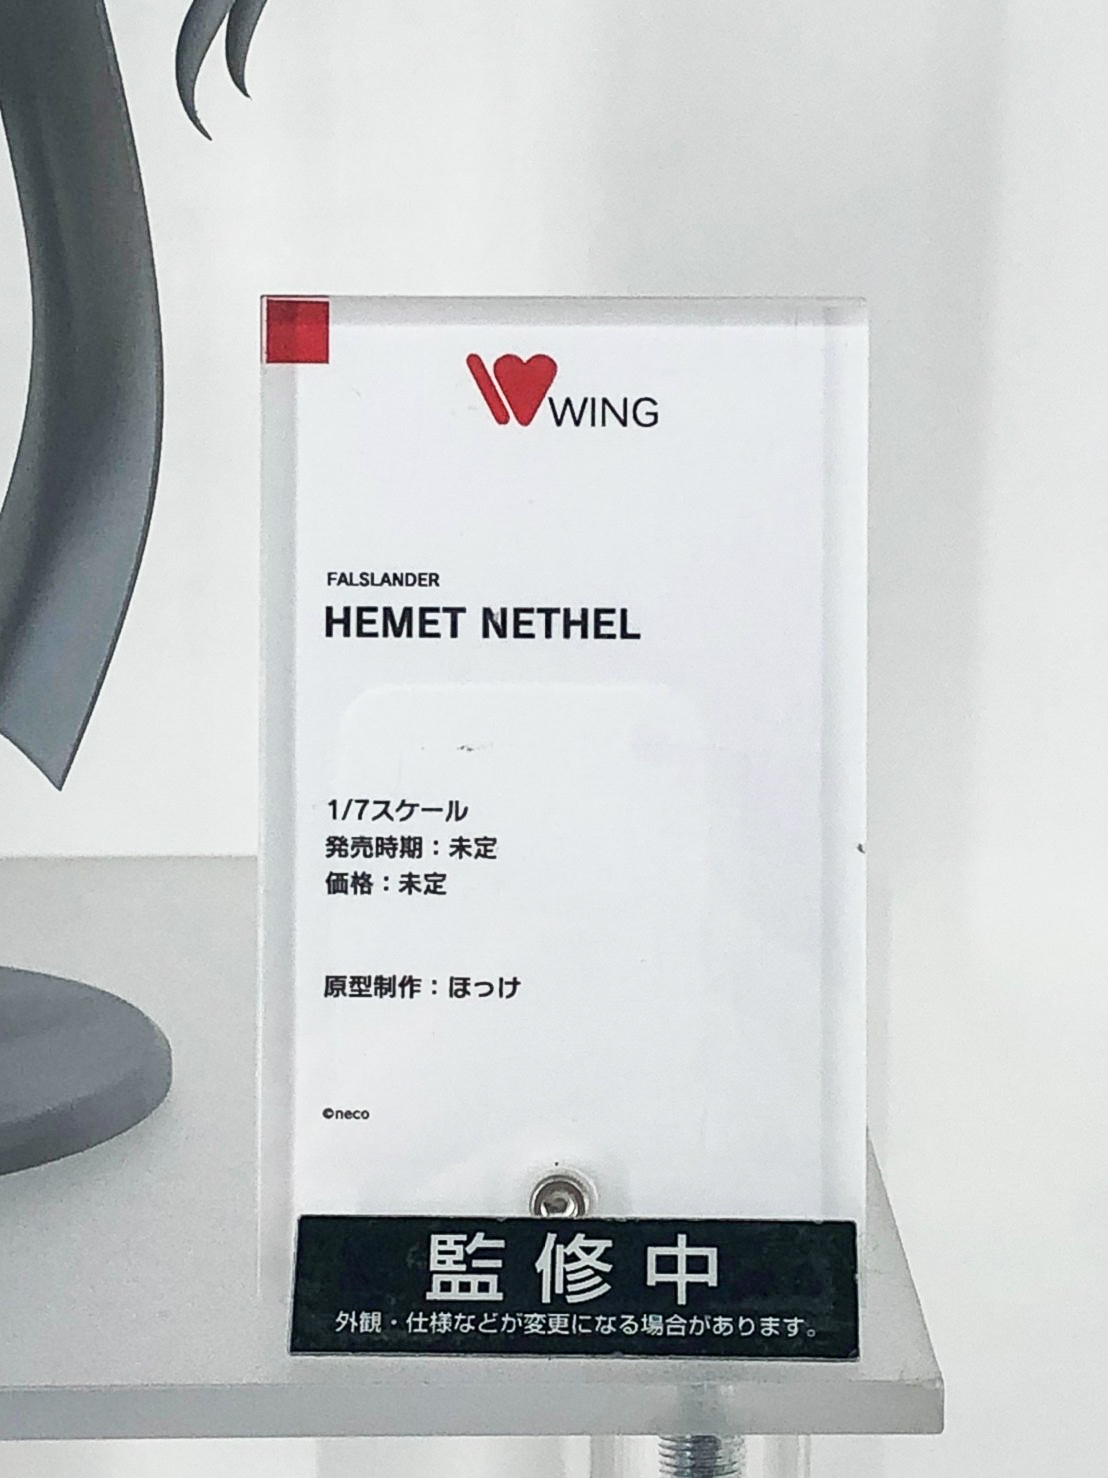 WING
FALSLANDER
HEMET NETHEL
1/7スケール
発売時期：未定
価格：未定
原型制作：ほっけ
©neco
監修中
外観・仕様などが変更になる場合があります。